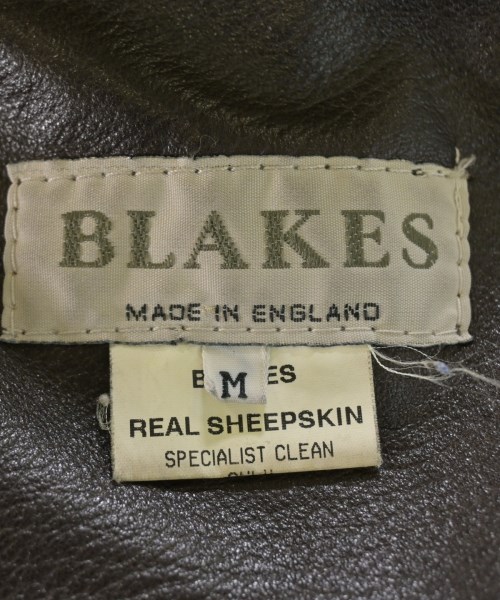 BLAKES
MADE IN ENGLAND
M
REAL SHEEPSKIN
SPECIALIST CLEAN